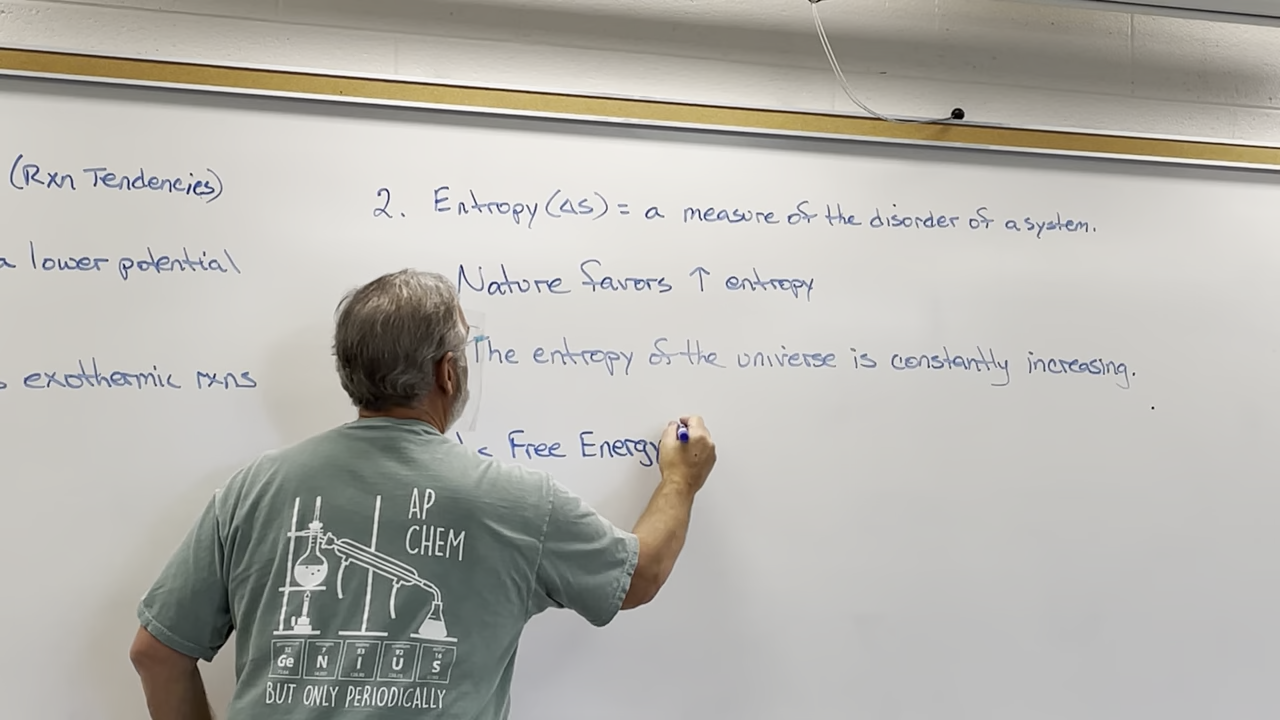 (Rxn Tendencies)
a lower potential
exothermic rxns
2. Entropy (ΔS) = a measure of the disorder of a system.
Nature favors ↑ entropy
The entropy of the universe is constantly increasing.
Free Energy
AP
CHEM
Ge N I U S
BUT ONLY PERIODICALLY